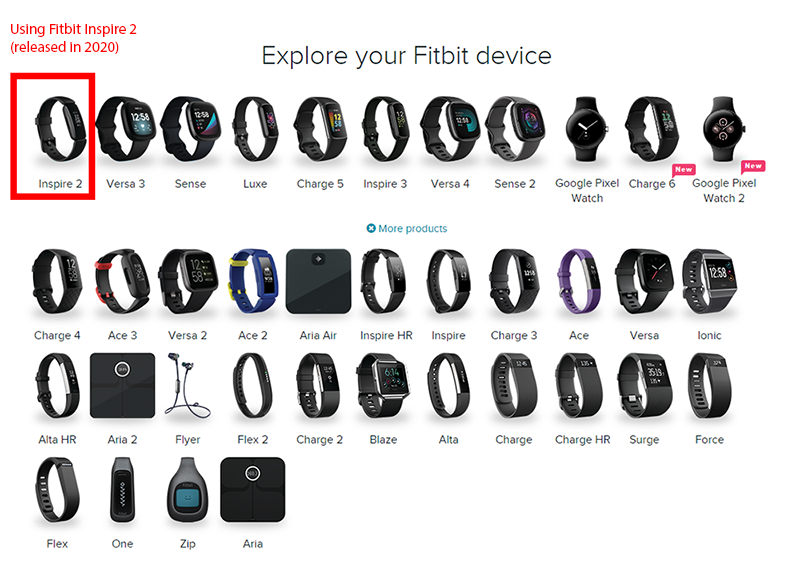 Using Fitbit Inspire 2
(released in 2020)
Explore your Fitbit device
Inspire 2
Versa 3
Sense
Luxe
Charge 5
Inspire 3
Versa 4
Sense 2
Google Pixel
Watch
Charge 6
New
Google Pixel
Watch 2
New
More products
Charge 4
Ace 3
Versa 2
Ace 2
Aria Air
Inspire HR
Inspire
Charge 3
Ace
Versa
Ionic
Alta HR
Aria 2
Flyer
Flex 2
Charge 2
Blaze
Alta
Charge
Charge HR
Surge
Force
Flex
One
Zip
Aria